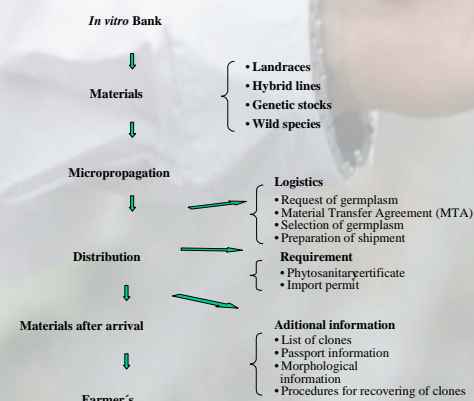 In vitro Bank
Materials
• Landraces
• Hybrid lines
• Genetic stocks
• Wild species
Micropropagation
Logistics
• Request of germplasm
• Material Transfer Agreement (MTA)
• Selection of germplasm
• Preparation of shipment
Distribution
Requirement
• Phytosanitary certificate
• Import permit
Materials after arrival
Aditional information
• List of clones
• Passport information
• Morphological
information
• Procedures for recovering of clones
Farmer´s